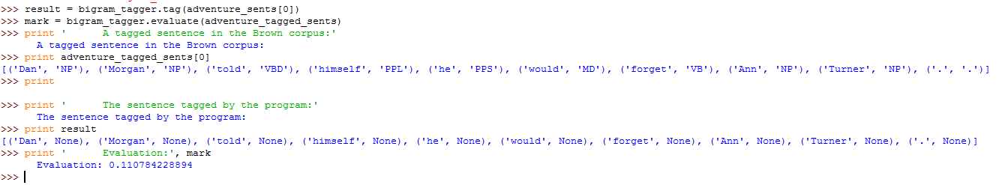 >>> result = bigram_tagger.tag(adventure_sents[0])
>>> mark = bigram_tagger.evaluate(adventure_tagged_sents)
>>> print '      A tagged sentence in the Brown corpus:'
      A tagged sentence in the Brown corpus:
>>> print adventure_tagged_sents[0]
[('Dan', 'NP'), ('Morgan', 'NP'), ('told', 'VBD'), ('himself', 'PPL'), ('he', 'PPS'), ('would', 'MD'), ('forget', 'VB'), ('Ann', 'NP'), ('Turner', 'NP'), ('.', '.')]
>>> print

>>> print '      The sentence tagged by the program:'
      The sentence tagged by the program:
>>> print result
[('Dan', None), ('Morgan', None), ('told', None), ('himself', None), ('he', None), ('would', None), ('forget', None), ('Ann', None), ('Turner', None), ('.', None)]
>>> print '      Evaluation:', mark
      Evaluation: 0.110784228894
>>>